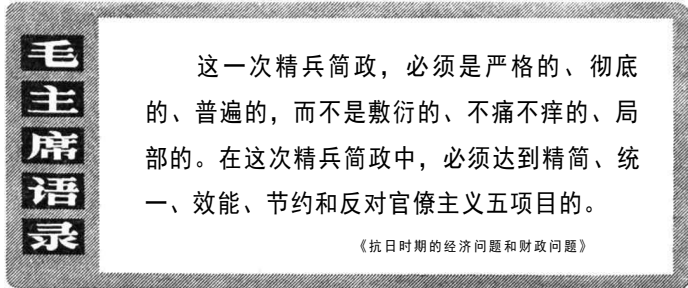 毛主席语录
这一次精兵简政，必须是严格的、彻底
的、普遍的，而不是敷衍的、不痛不痒的、局
部的。在这次精兵简政中，必须达到精简、统
一、效能、节约和反对官僚主义五项目的。
《抗日时期的经济问题和财政问题》